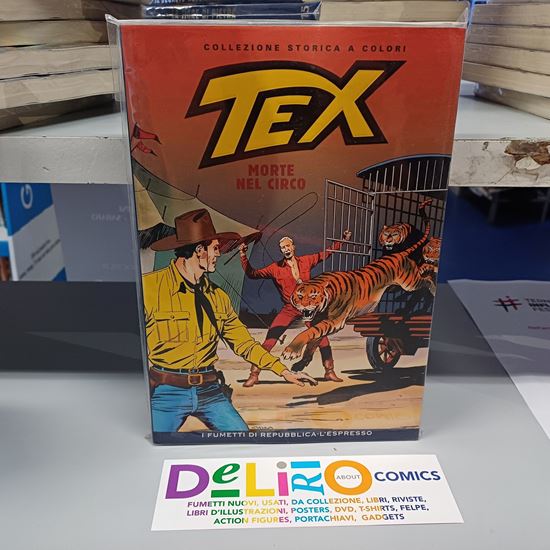 COLLEZIONE STORICA A COLORI
TEX
MORTE
NEL CIRCO
I FUMETTI DI REPUBBLICA-L'ESPRESSO
DeLiRiO ABOUT COMICS
FUMETTI NUOVI, USATI, DA COLLEZIONE, LIBRI, RIVISTE,
LIBRI D'ILLUSTRAZIONI, POSTERS, DVD, T-SHIRTS, FELPE,
ACTION FIGURES, PORTACHIAVI, GADGETS